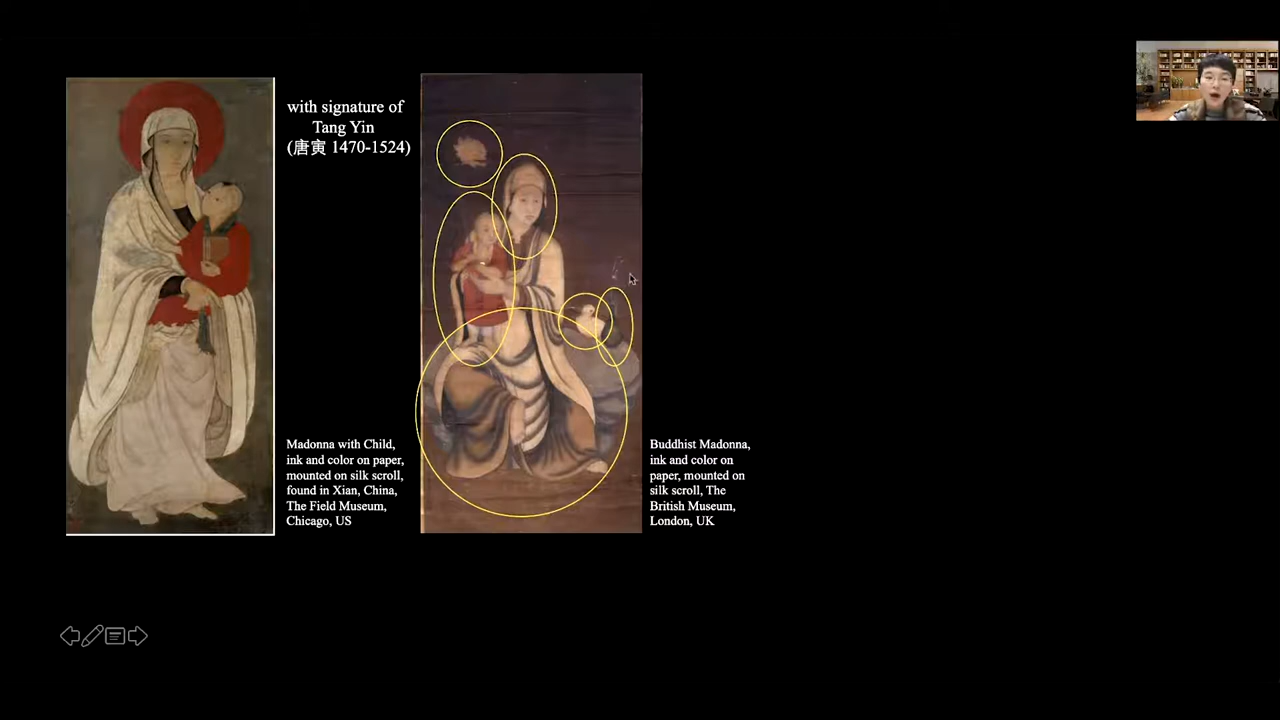 with signature of
Tang Yin
(唐寅 1470-1524)
Madonna with Child,
ink and color on paper,
mounted on silk scroll,
found in Xian, China,
The Field Museum,
Chicago, US
Buddhist Madonna,
ink and color on
paper, mounted on
silk scroll, The
British Museum,
London, UK